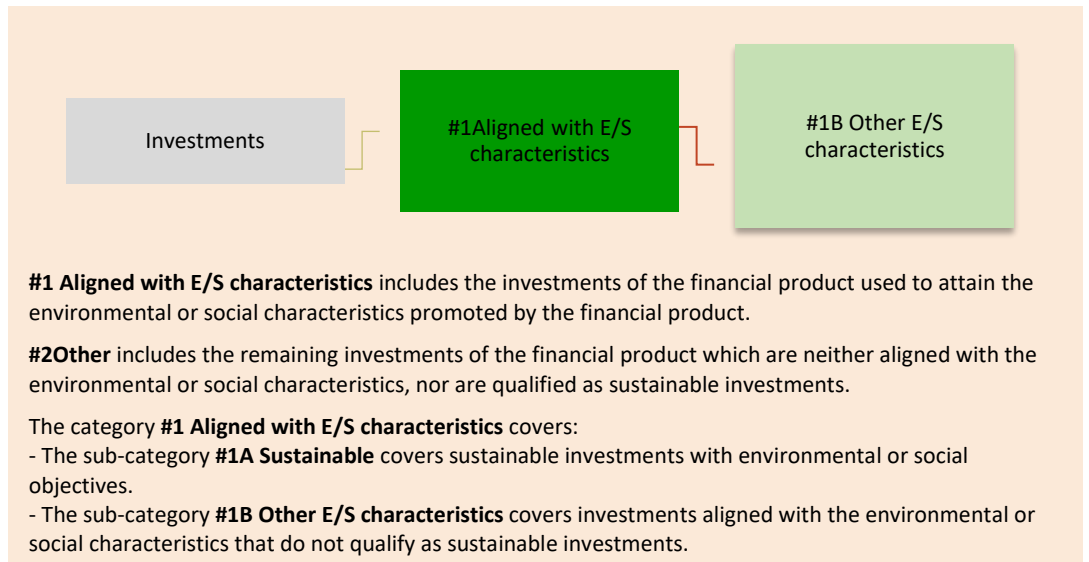 Investments
#1Aligned with E/S
characteristics
#1B Other E/S
characteristics
#1 Aligned with E/S characteristics includes the investments of the financial product used to attain the
environmental or social characteristics promoted by the financial product.
#2Other includes the remaining investments of the financial product which are neither aligned with the
environmental or social characteristics, nor are qualified as sustainable investments.
The category #1 Aligned with E/S characteristics covers:
- The sub-category #1A Sustainable covers sustainable investments with environmental or social
objectives.
- The sub-category #1B Other E/S characteristics covers investments aligned with the environmental or
social characteristics that do not qualify as sustainable investments.